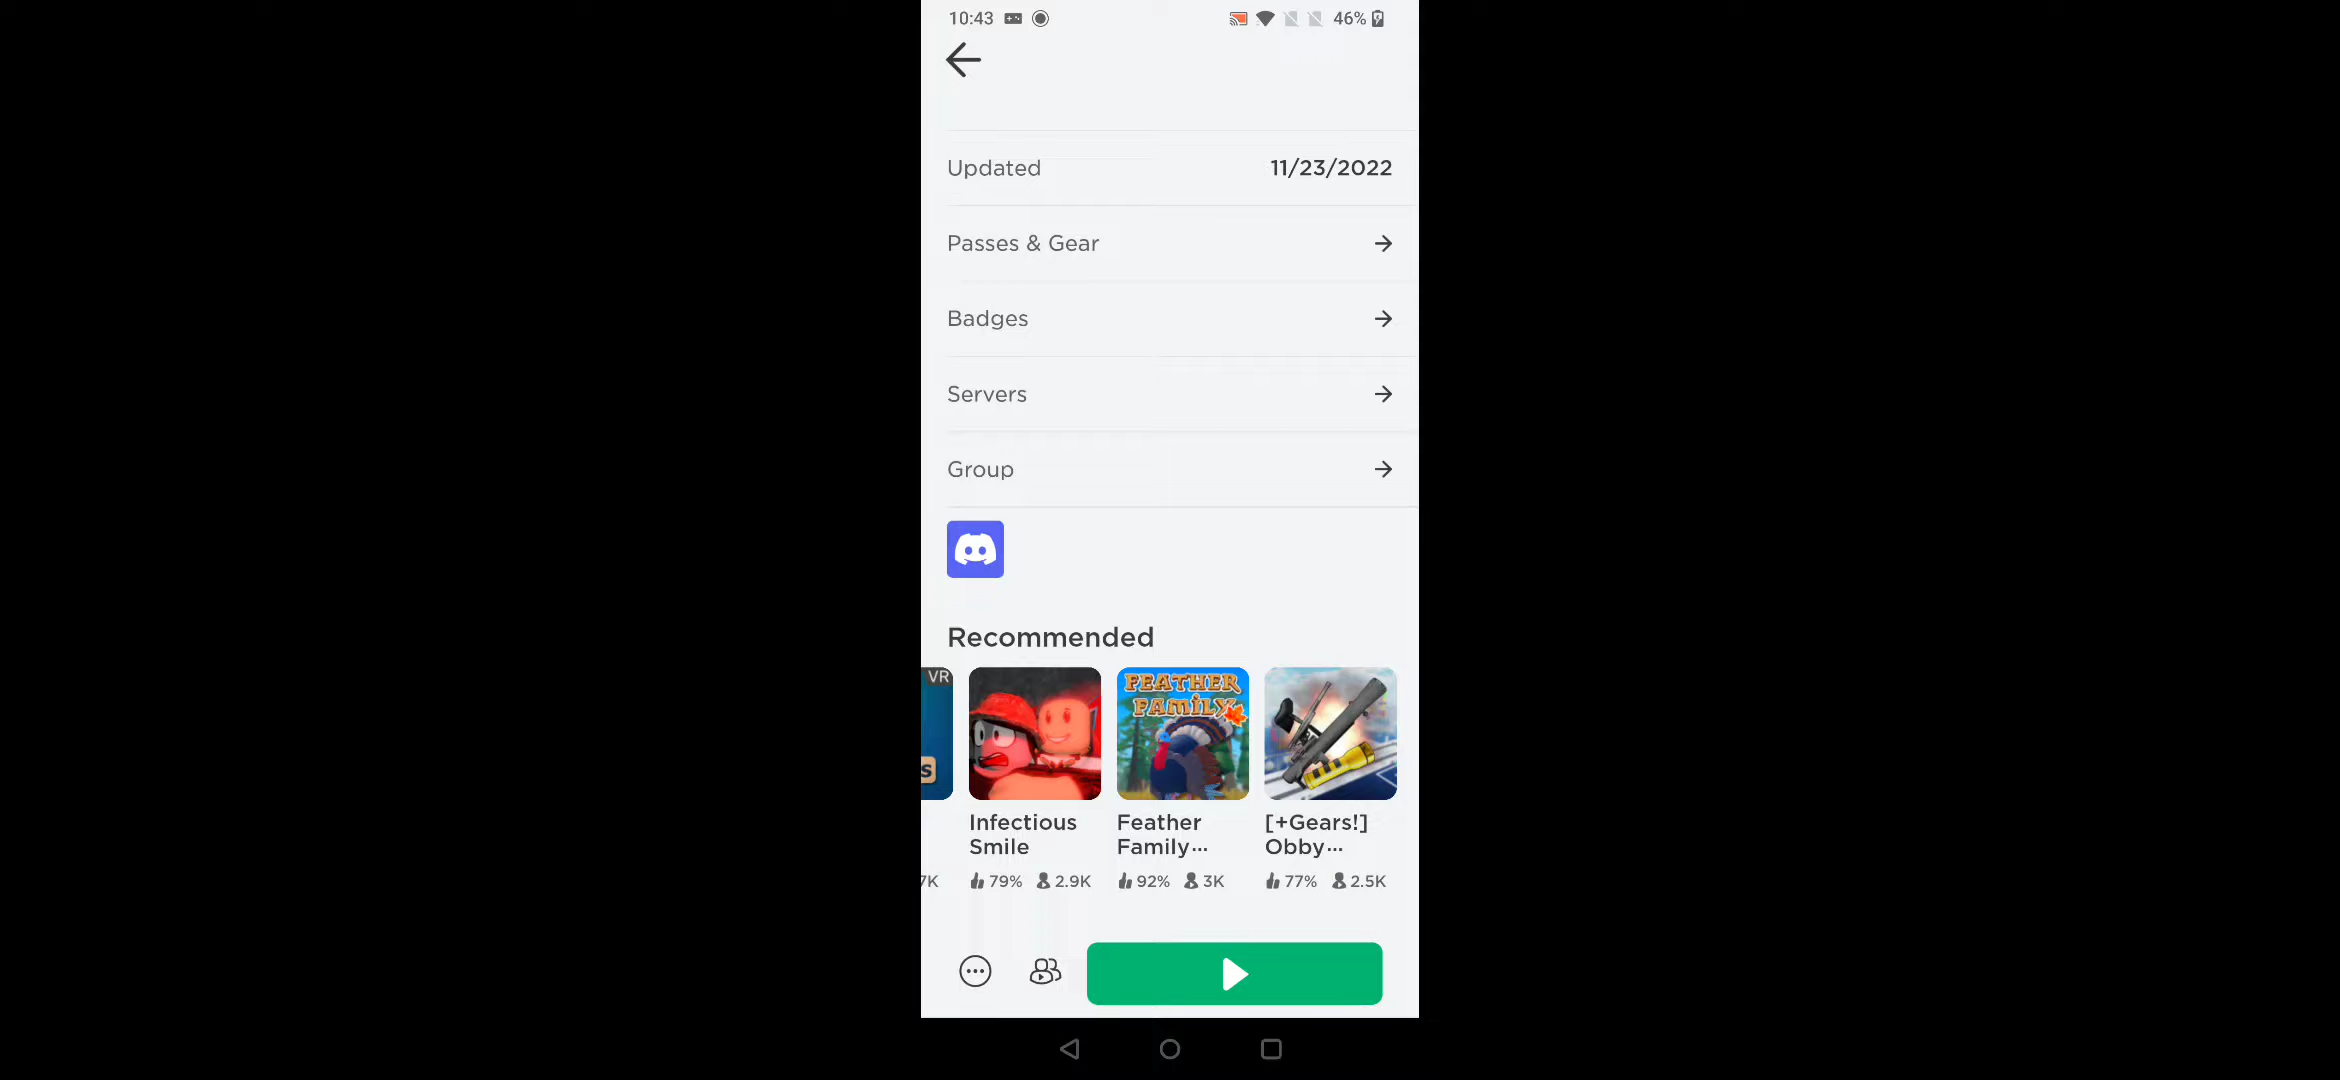 10:43
46%
Updated 11/23/2022
Passes & Gear
Badges
Servers
Group
Recommended
VR
S
FEATHER
FAMILY
Infectious
Smile
Feather
Family...
[+Gears!]
Obby...
7K
79% 2.9K
92% 3K
77% 2.5K